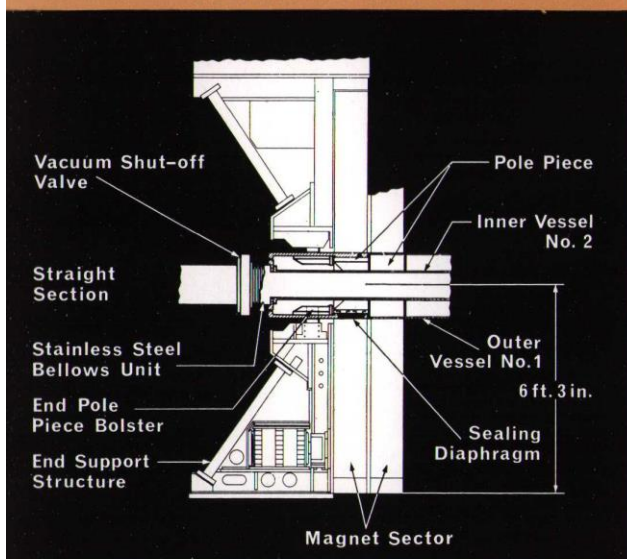 Vacuum Shut-off
Valve
Straight
Section
Stainless Steel
Bellows Unit
End Pole
Piece Bolster
End Support
Structure
Pole Piece
Inner Vessel
No. 2
Outer
Vessel No.1
6 ft. 3 in.
Sealing
Diaphragm
Magnet Sector